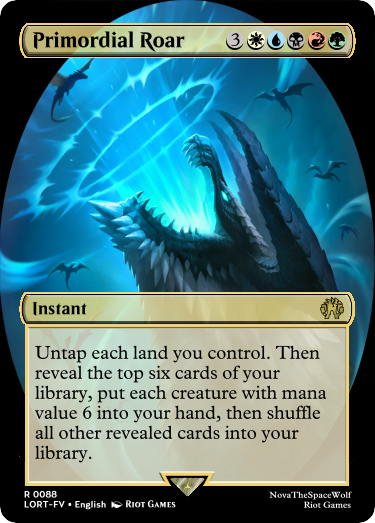 Primordial Roar 3
Instant
Untap each land you control. Then
reveal the top six cards of your
library, put each creature with mana
value 6 into your hand, then shuffle
all other revealed cards into your
library.
R 0088
LORT-FV • English Riot Games
NovaTheSpaceWolf
Riot Games